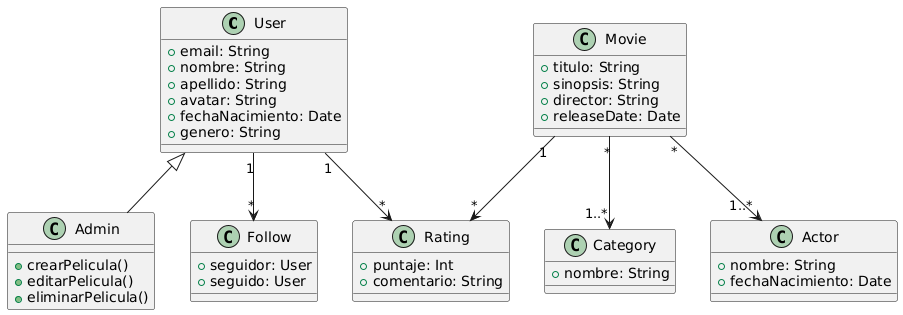 C User
+email: String
+nombre: String
+apellido: String
+avatar: String
+fechaNacimiento: Date
+genero: String
C Movie
titulo: String
sinopsis: String
director: String
releaseDate: Date
1
1
1
*
*
*
*
*
1..*
1..*
C Admin
crearPelicula()
editarPelicula()
eliminarPelicula()
C Follow
seguidor: User
seguido: User
C Rating
puntaje: Int
comentario: String
C Category
nombre: String
C Actor
nombre: String
fechaNacimiento: Date